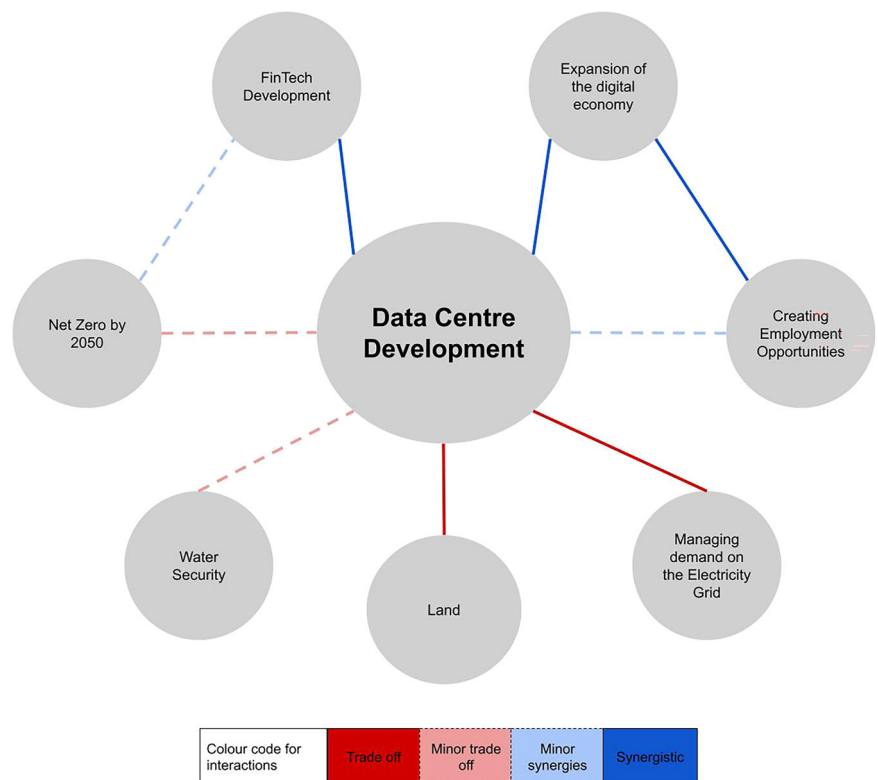 FinTech
Development
Expansion of
the digital
economy
Net Zero by
2050
Data Centre
Development
Creating
Employment
Opportunities
Water
Security
Land
Managing
demand on
the Electricity
Grid
Colour code for
interactions
Trade off
Minor trade
off
Minor
synergies
Synergistic